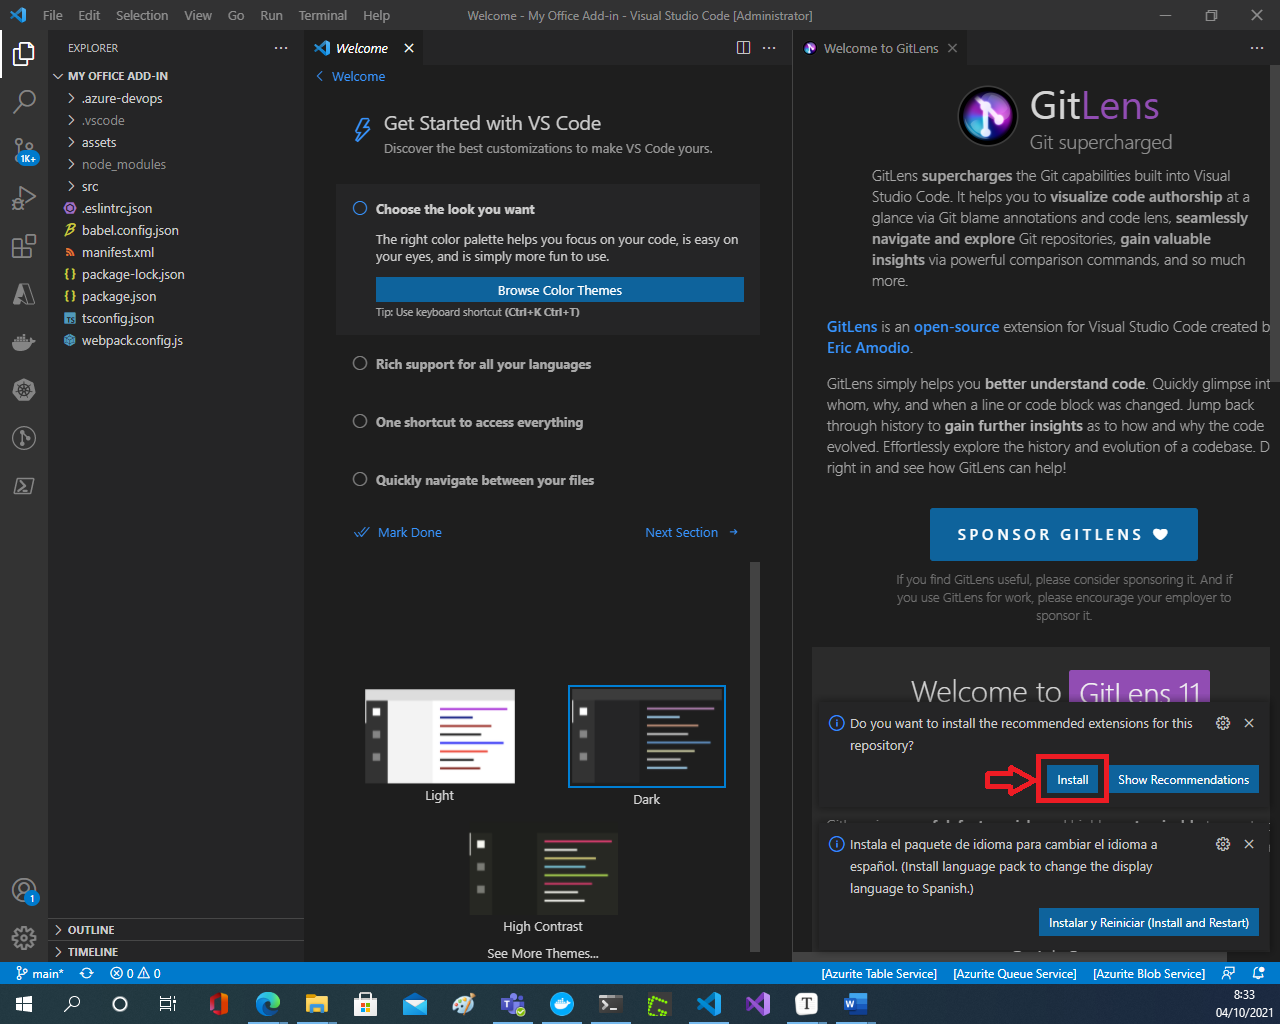 File Edit Selection View Go Run Terminal Help
Welcome - My Office Add-in - Visual Studio Code [Administrator]
EXPLORER
MY OFFICE ADD-IN
.azure-devops
.vscode
assets
node_modules
src
.eslintrc.json
babel.config.json
manifest.xml
package-lock.json
package.json
tsconfig.json
webpack.config.js
1K+
1
OUTLINE
TIMELINE
Welcome
Welcome
Get Started with VS Code
Discover the best customizations to make VS Code yours.
Choose the look you want
The right color palette helps you focus on your code, is easy on
your eyes, and is simply more fun to use.
Browse Color Themes
Tip: Use keyboard shortcut (Ctrl+K Ctrl+T)
Rich support for all your languages
One shortcut to access everything
Quickly navigate between your files
Mark Done
Next Section
Light
Dark
High Contrast
See More Themes...
Welcome to GitLens
GitLens
Git supercharged
GitLens supercharges the Git capabilities built into Visual
Studio Code. It helps you to visualize code authorship at a
glance via Git blame annotations and code lens, seamlessly
navigate and explore Git repositories, gain valuable
insights via powerful comparison commands, and so much
more.
GitLens is an open-source extension for Visual Studio Code created b
Eric Amodio.
GitLens simply helps you better understand code. Quickly glimpse int
whom, why, and when a line or code block was changed. Jump back
through history to gain further insights as to how and why the code
evolved. Effortlessly explore the history and evolution of a codebase. D
right in and see how GitLens can help!
SPONSOR GITLENS
If you find GitLens useful, please consider sponsoring it. And if
you use GitLens for work, please encourage your employer to
sponsor it.
Welcome to GitLens 11
Do you want to install the recommended extensions for this
repository?
Install
Show Recommendations
Instala el paquete de idioma para cambiar el idioma a
español. (Install language pack to change the display
language to Spanish.)
Instalar y Reiniciar (Install and Restart)
main* 0 0
[Azurite Table Service] [Azurite Queue Service] [Azurite Blob Service]
8:33
04/10/2021